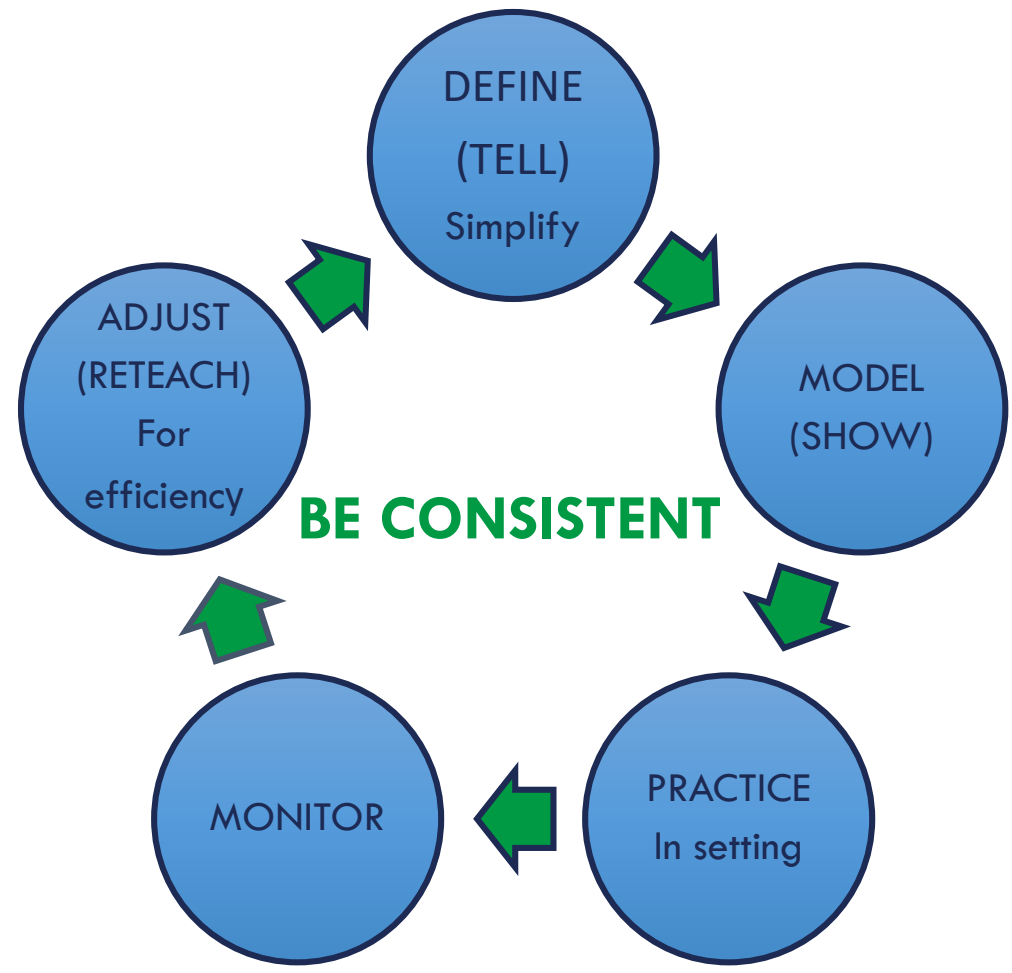 DEFINE
(TELL)
Simplify
MODEL
(SHOW)
PRACTICE
In setting
MONITOR
ADJUST
(RETEACH)
For
efficiency
BE CONSISTENT